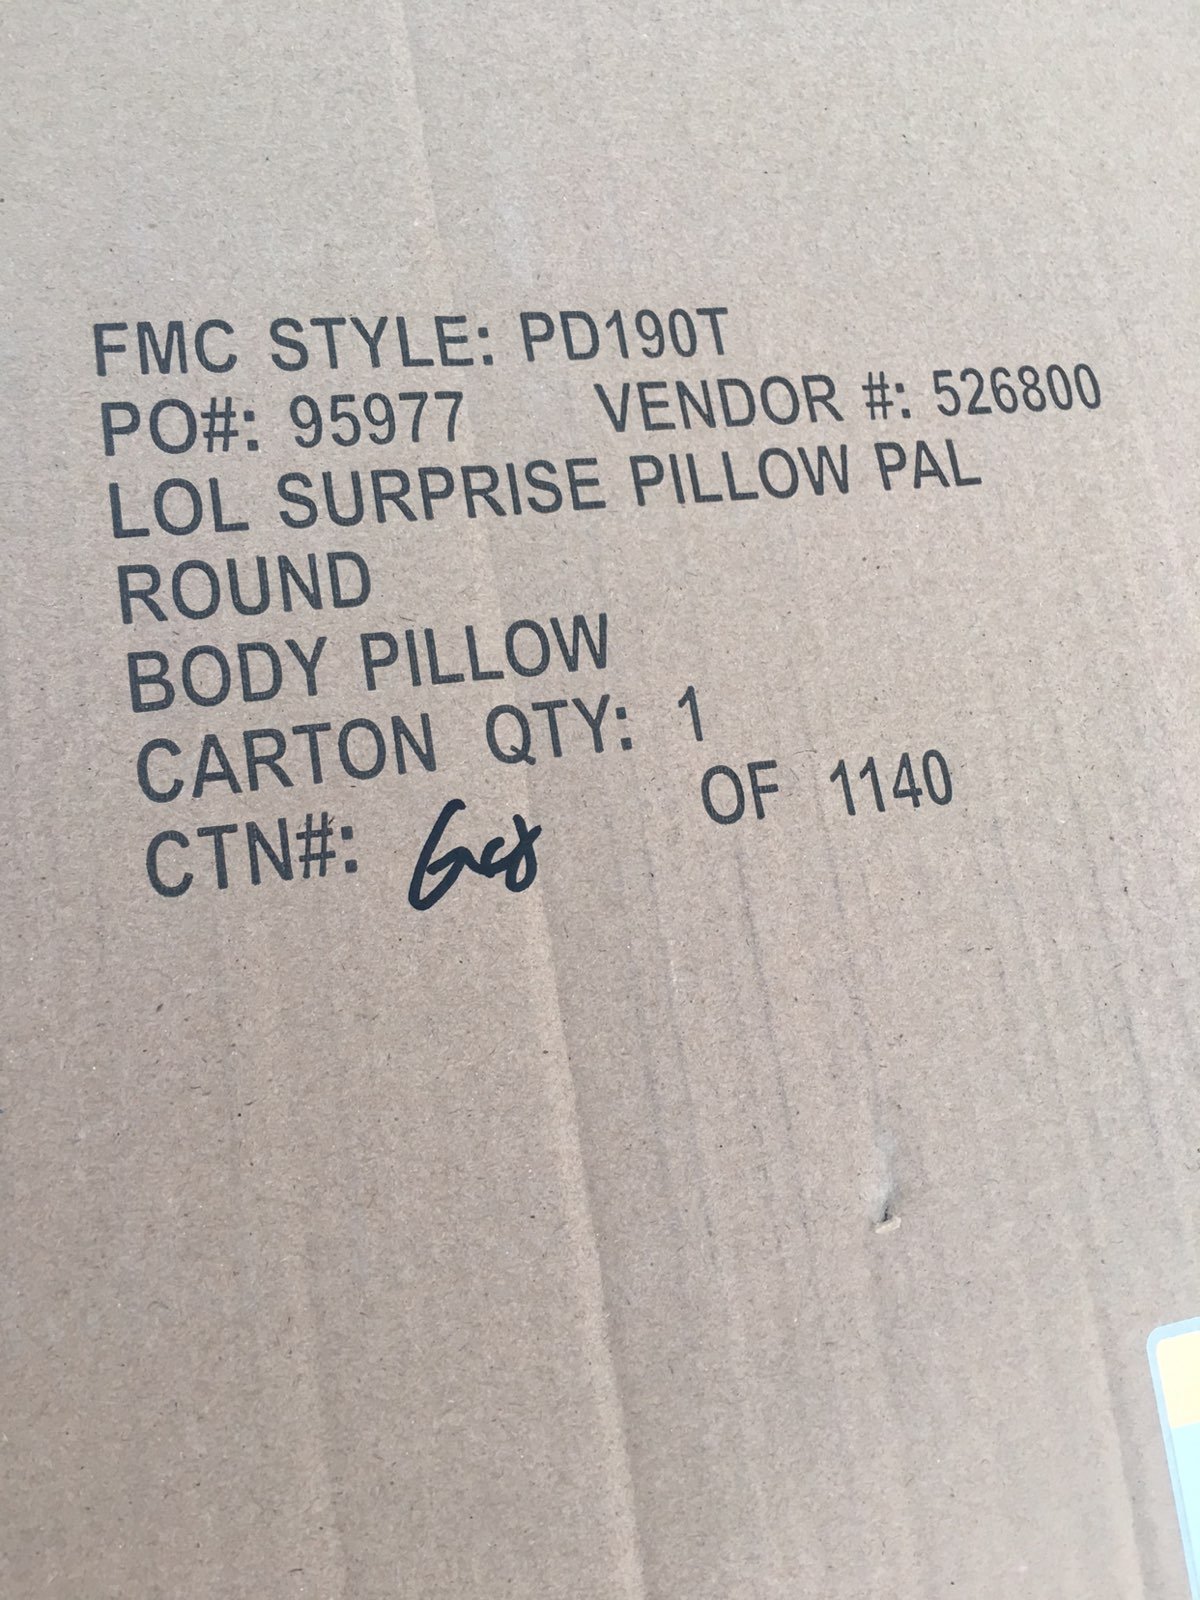 FMC STYLE: PD190T
PO#: 95977 VENDOR #: 526800
LOL SURPRISE PILLOW PAL
ROUND
BODY PILLOW
CARTON QTY: 1
CTN#: OF 1140